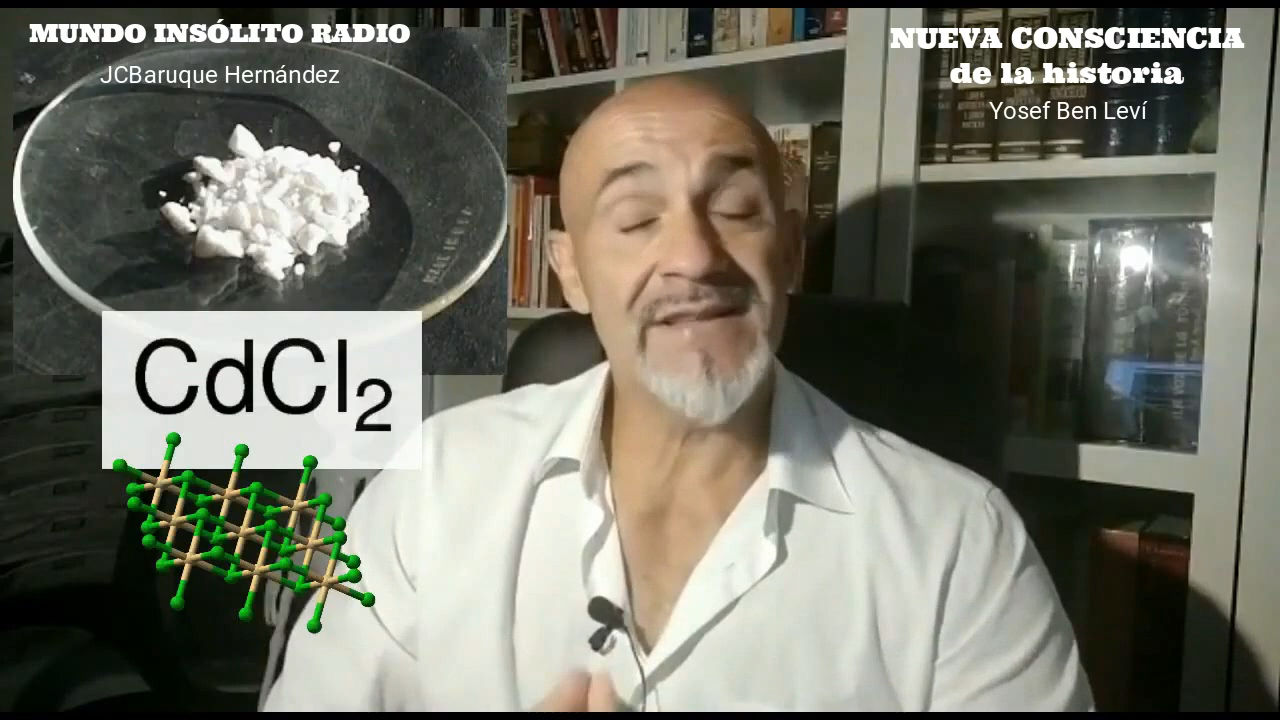 MUNDO INSÓLITO RADIO
JCBaruque Hernández
NUEVA CONSCIENCIA
de la historia
Yosef Ben Leví
CdCl2